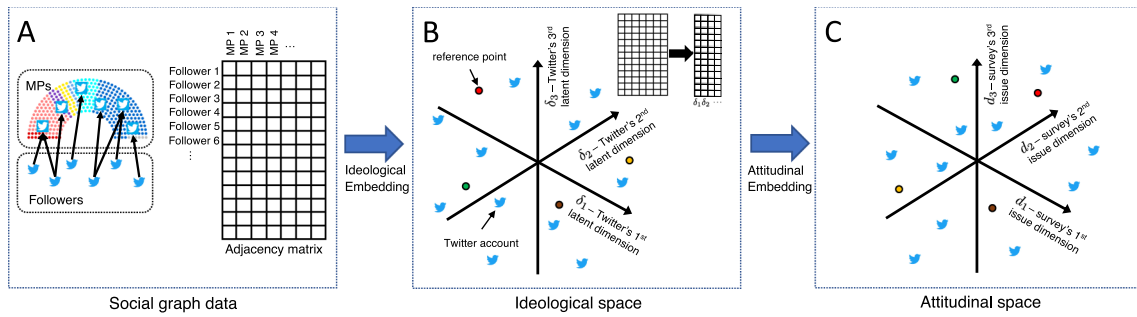 A
MP 1
MP 2
MP 3
MP 4
...
MPs
Follower 1
Follower 2
Follower 3
Follower 4
Follower 5
Follower 6
⋮
Followers
Adjacency matrix
Social graph data
Ideological
Embedding
B
reference point
δ3 – Twitter's 3rd
latent dimension
δ1 δ2 ...
δ2 – Twitter's 2nd
latent dimension
δ1 – Twitter's 1st
latent dimension
Twitter account
Ideological space
Attitudinal
Embedding
C
d3 – survey's 3rd
issue dimension
d2 – survey's 2nd
issue dimension
d1 – survey's 1st
issue dimension
Attitudinal space